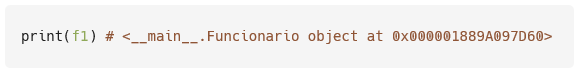 print(f1) # <__main__.Funcionario object at 0x000001889A097D60>